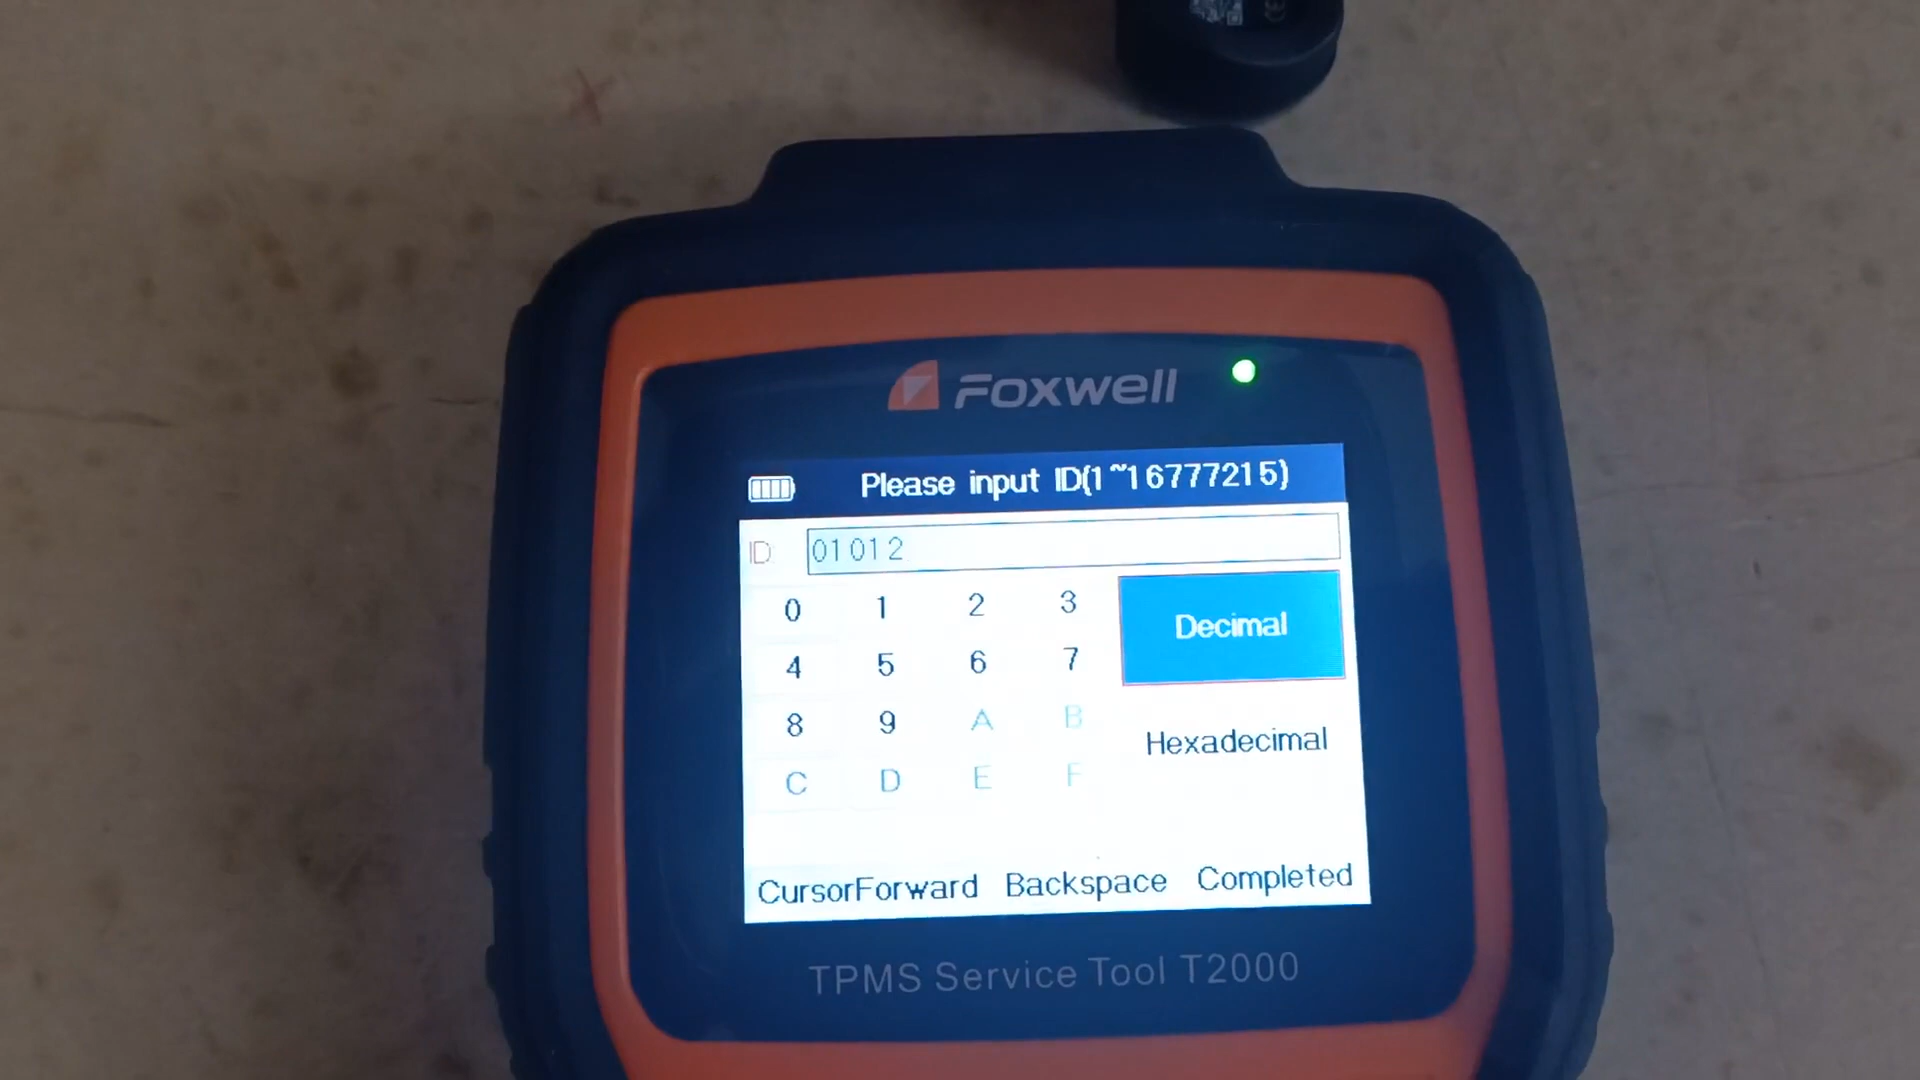 Foxwell
Please input ID(1~16777215)
ID 01012
0 1 2 3 Decimal
4 5 6 7
8 9 A B Hexadecimal
C D E F
CursorForward Backspace Completed
TPMS Service Tool T2000